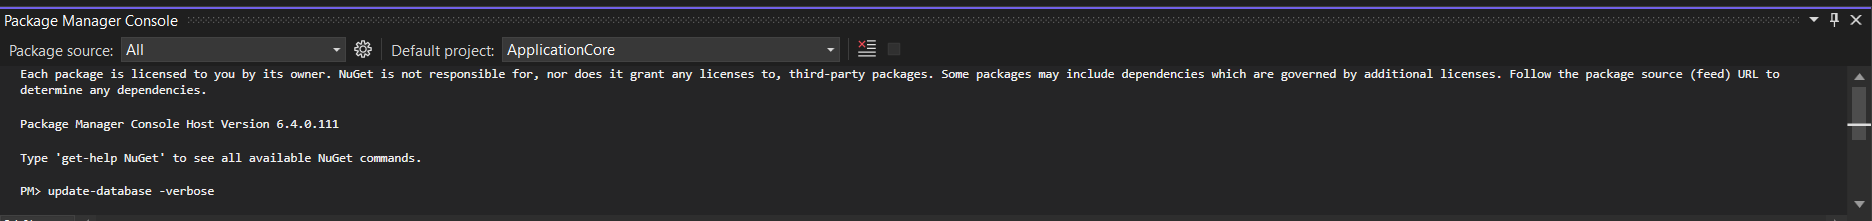 Package Manager Console
Package source: All
Default project: ApplicationCore
Each package is licensed to you by its owner. NuGet is not responsible for, nor does it grant any licenses to, third-party packages. Some packages may include dependencies which are governed by additional licenses. Follow the package source (feed) URL to
determine any dependencies.
Package Manager Console Host Version 6.4.0.111
Type 'get-help NuGet' to see all available NuGet commands.
PM> update-database -verbose